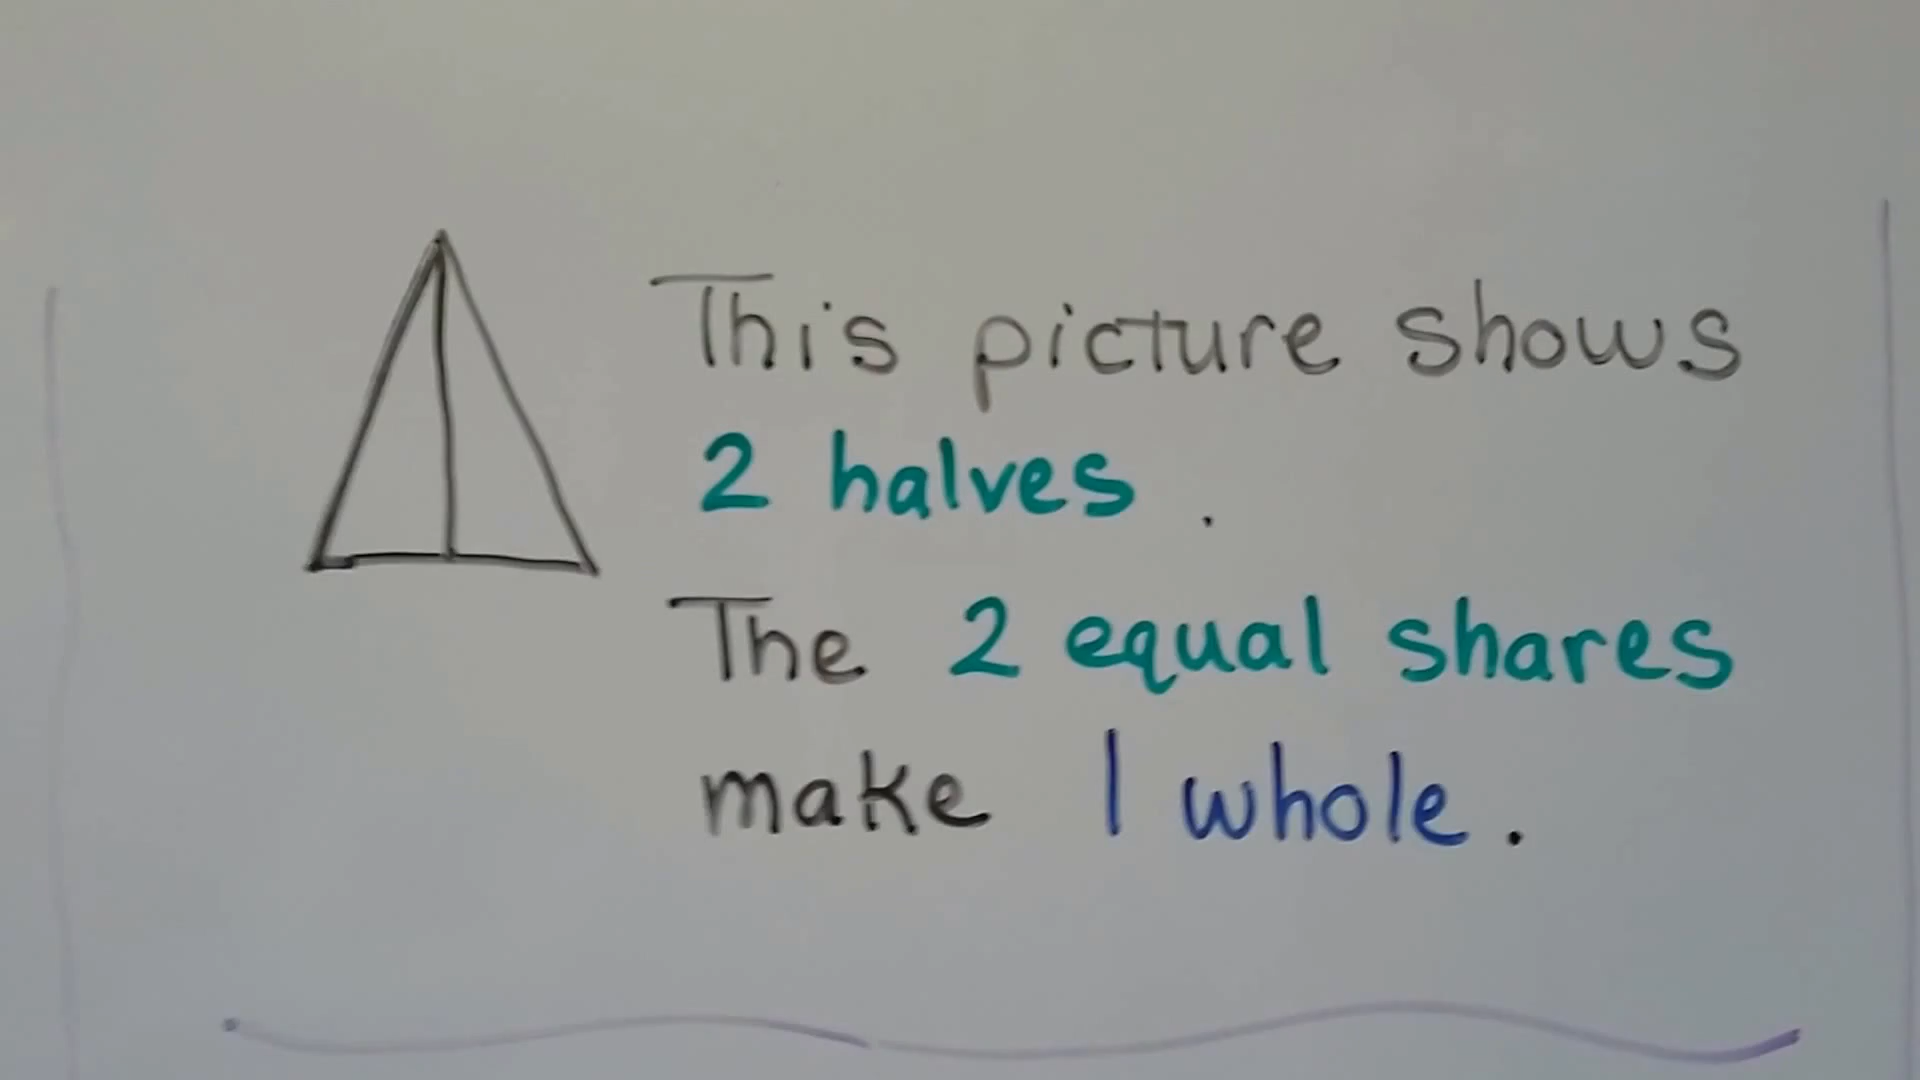 This picture shows
2 halves .
The 2 equal shares
make 1 whole .